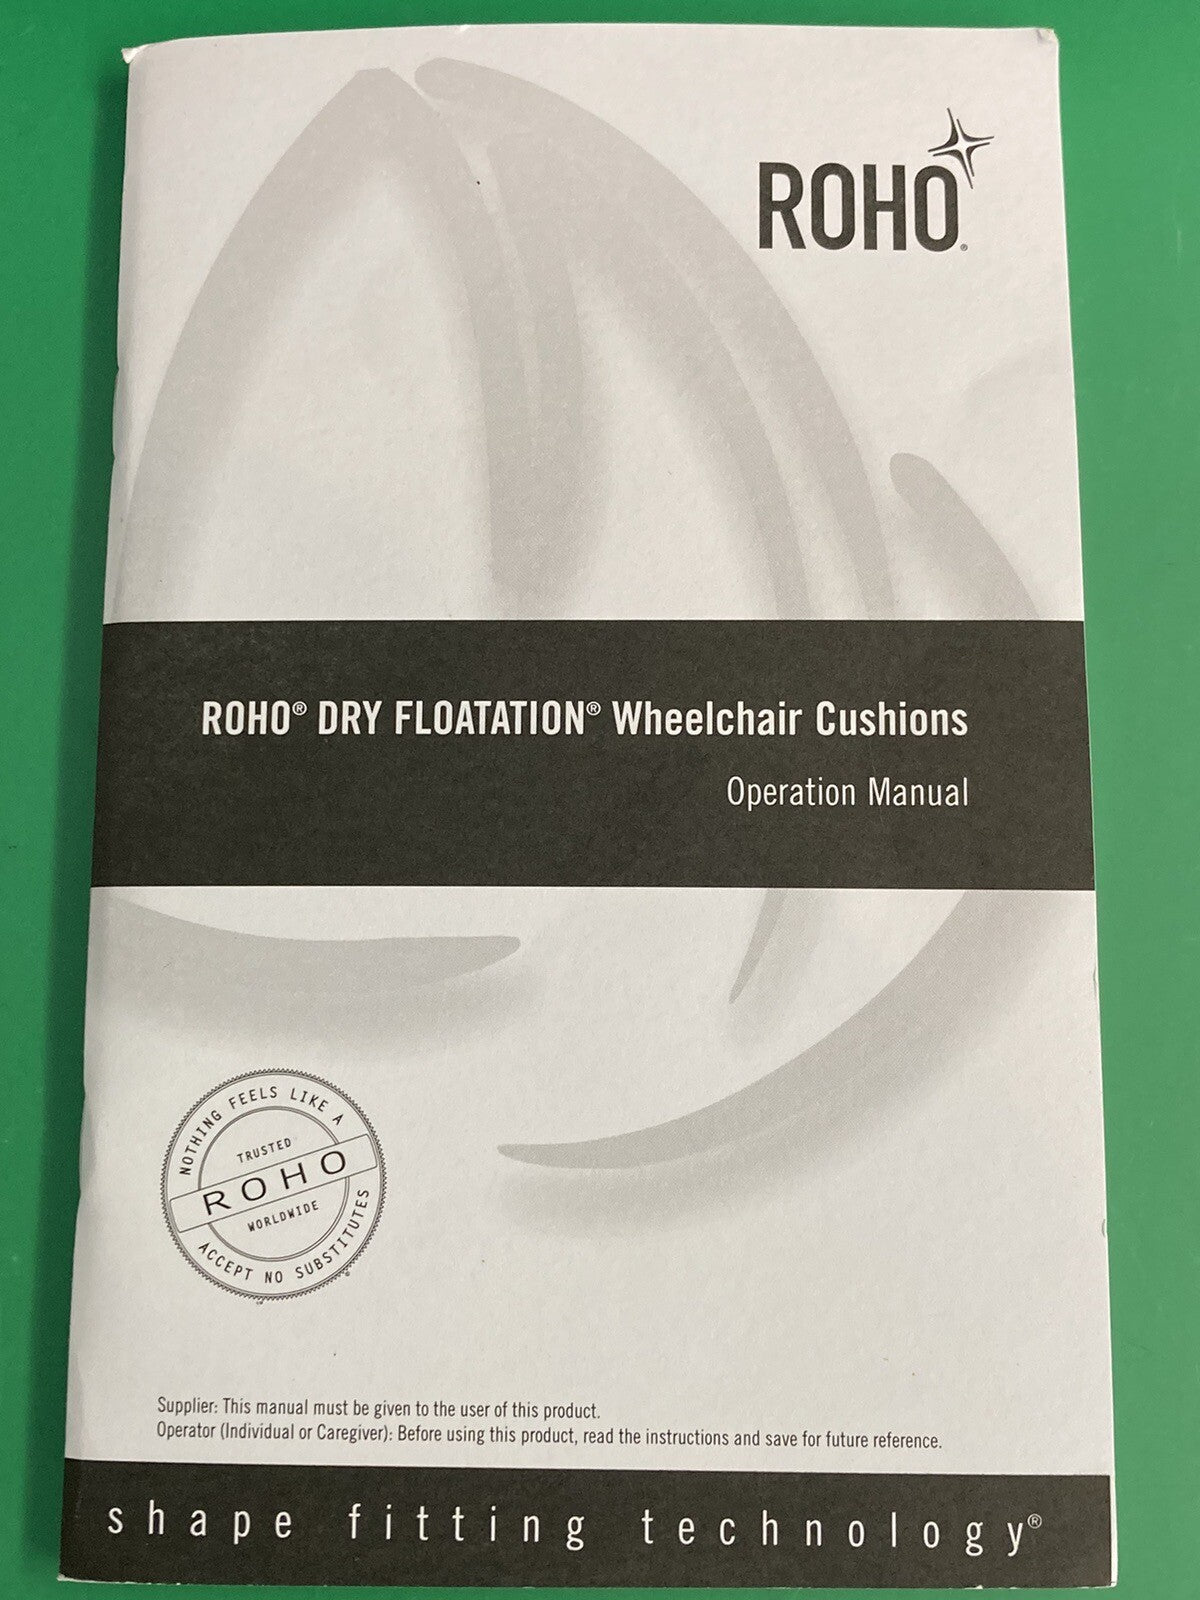 ROHO®
ROHO® DRY FLOATATION® Wheelchair Cushions
Operation Manual
NOTHING FEELS LIKE A
TRUSTED
ROHO
WORLDWIDE
ACCEPT NO SUBSTITUTES
Supplier: This manual must be given to the user of this product.
Operator (Individual or Caregiver): Before using this product, read the instructions and save for future reference.
shape fitting technology®